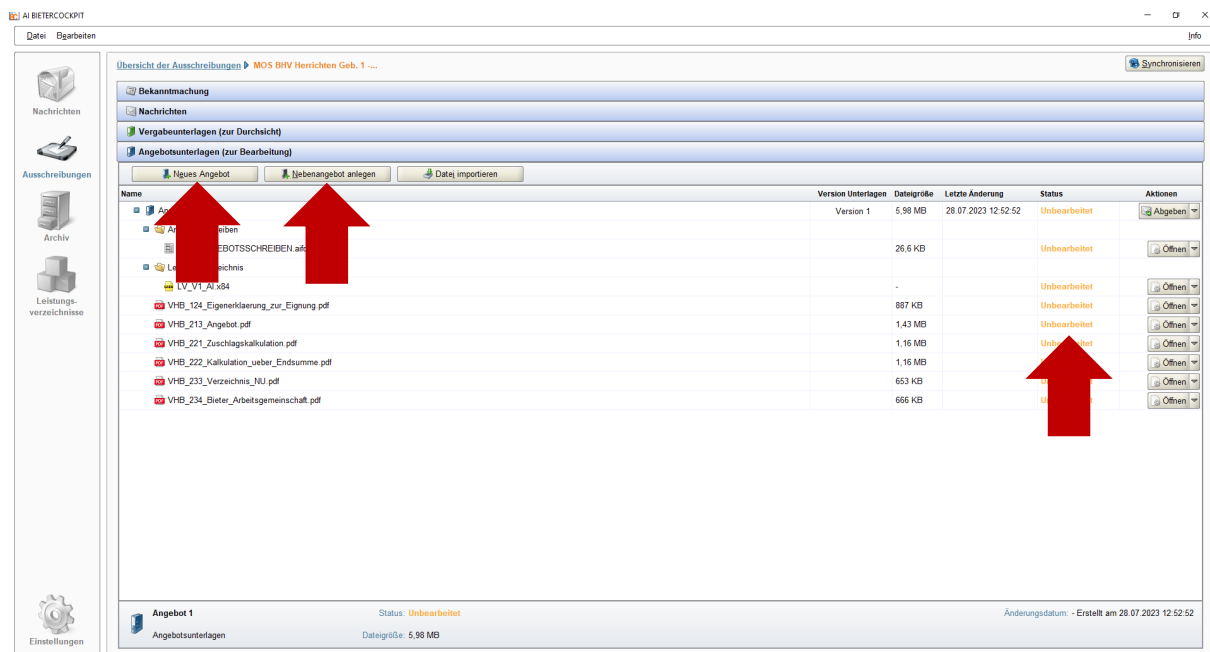 AI BIETERCOCKPIT
Datei Bearbeiten Info
Übersicht der Ausschreibungen MOS BHV Herrichten Geb. 1 -... Synchronisieren
Nachrichten
Ausschreibungen
Archiv
Leistungs-
verzeichnisse
Einstellungen
Bekanntmachung
Nachrichten
Vergabeunterlagen (zur Durchsicht)
Angebotsunterlagen (zur Bearbeitung)
Neues Angebot Nebenangebot anlegen Datei importieren
Name Version Unterlagen Dateigröße Letzte Änderung Status Aktionen
Version 1 5,98 MB 28.07.2023 12:52:52 Unbearbeitet Abgeben
26,6 KB Unbearbeitet Öffnen
LV_V1_AI.x84 - Unbearbeitet Öffnen
VHB_124_Eigenerklaerung_zur_Eignung.pdf 887 KB Unbearbeitet Öffnen
VHB_213_Angebot.pdf 1,43 MB Unbearbeitet Öffnen
VHB_221_Zuschlagskalkulation.pdf 1,16 MB Öffnen
VHB_222_Kalkulation_ueber_Endsumme.pdf 1,16 MB Öffnen
VHB_233_Verzeichnis_NU.pdf 653 KB Öffnen
VHB_234_Bieter_Arbeitsgemeinschaft.pdf 666 KB Öffnen
Angebot 1 Status: Unbearbeitet Änderungsdatum: - Erstellt am 28.07.2023 12:52:52
Angebotsunterlagen Dateigröße: 5,98 MB